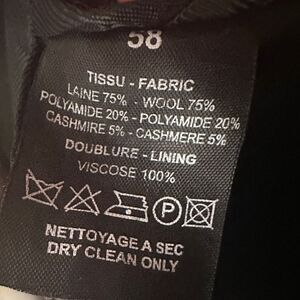 58
TISSU - FABRIC
LAINE 75% - WOOL 75%
POLYAMIDE 20% - POLYAMIDE 20%
CASHMIRE 5% - CASHMERE 5%
DOUBLURE - LINING
VISCOSE 100%
P
NETTOYAGE A SEC
DRY CLEAN ONLY